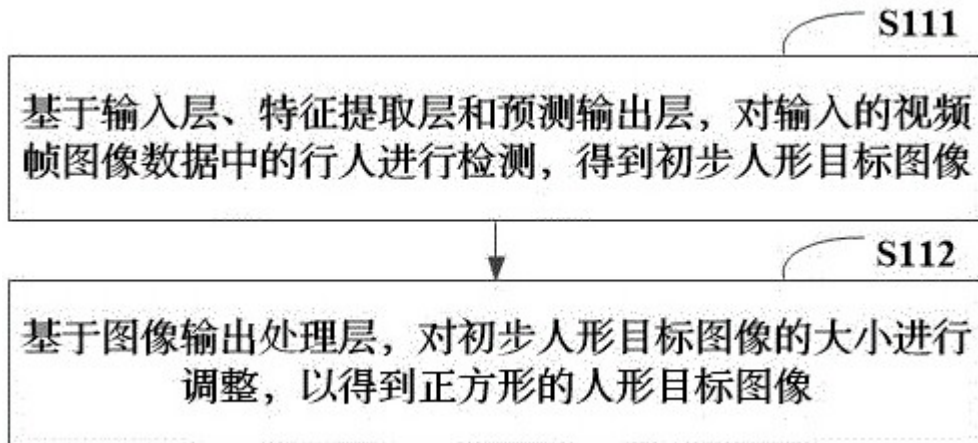 S111
基于输入层、特征提取层和预测输出层，对输入的视频
帧图像数据中的行人进行检测，得到初步人形目标图像
S112
基于图像输出处理层，对初步人形目标图像的大小进行
调整，以得到正方形的人形目标图像